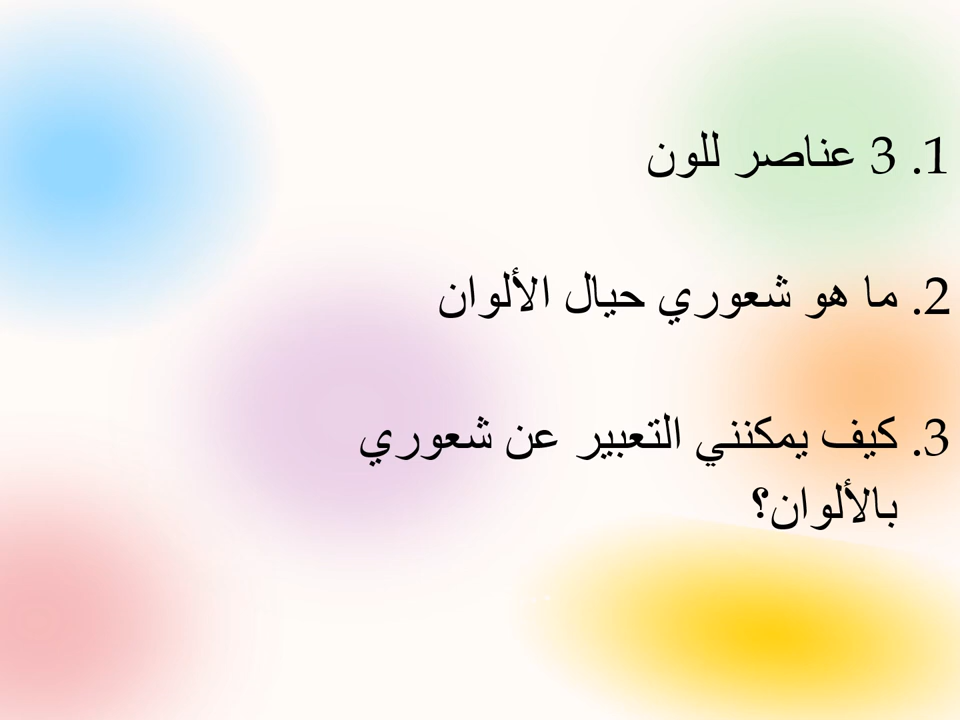 1. 3 عناصر للون
2. ما هو شعوري حيال الألوان
3. كيف يمكنني التعبير عن شعوري
بالألوان؟